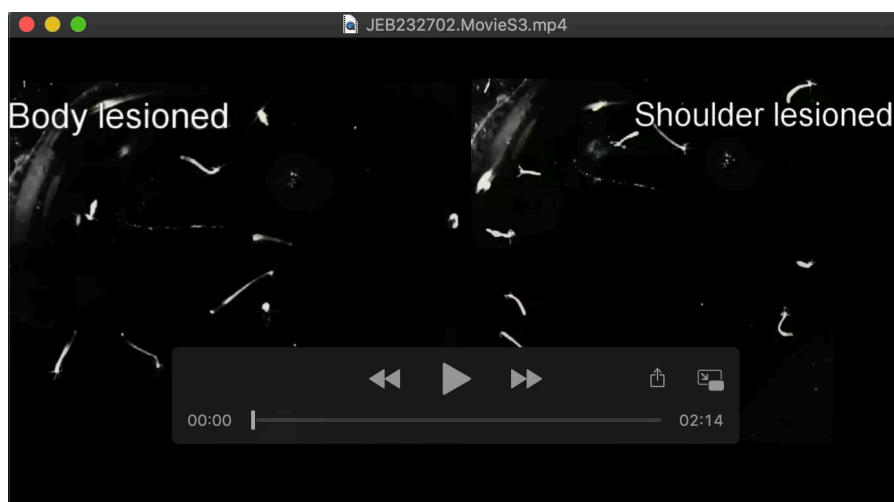 JEB232702.MovieS3.mp4
Body lesioned
Shoulder lesioned
00:00
02:14